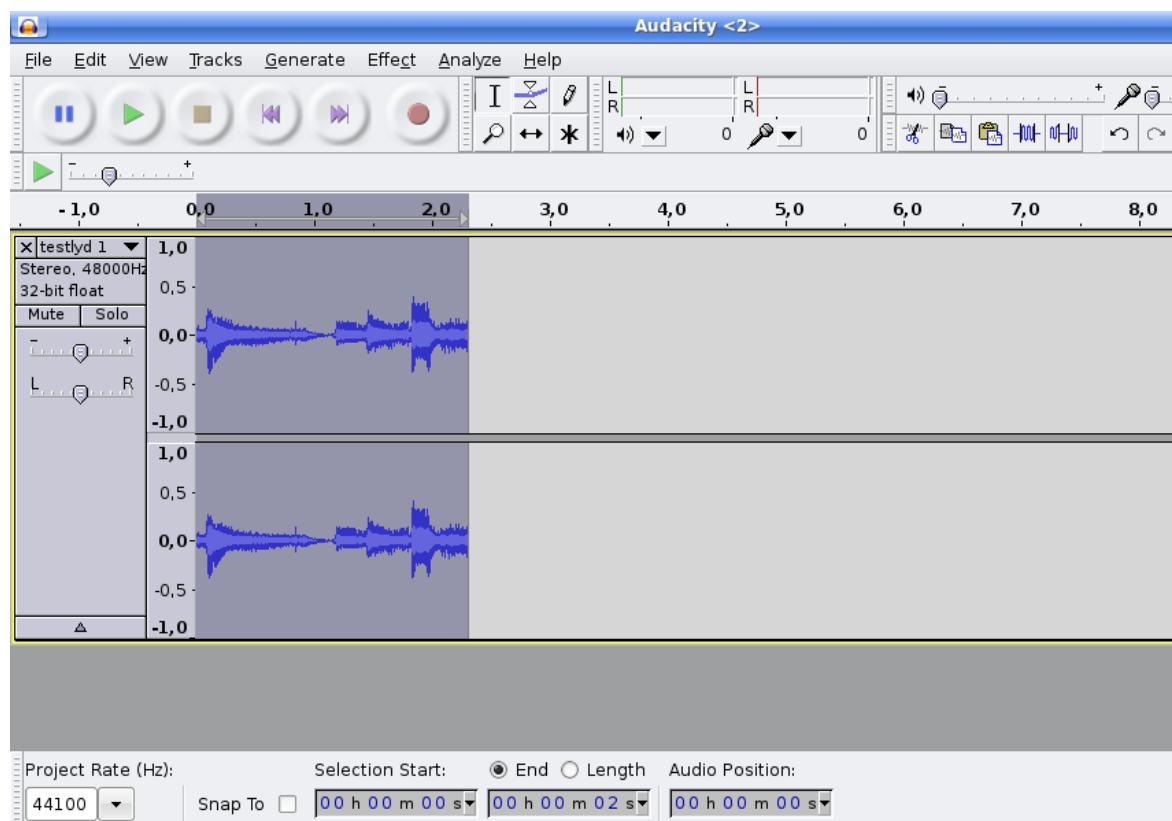 Audacity <2>
File Edit View Tracks Generate Effect Analyze Help
L
R
L
R
0
0
- +
- +
- 1,0 0,0 1,0 2,0 3,0 4,0 5,0 6,0 7,0 8,0
testlyd 1
Stereo, 48000Hz
32-bit float
Mute Solo
- +
L R
1,0
0,5
0,0
-0,5
-1,0
1,0
0,5
0,0
-0,5
-1,0
Project Rate (Hz): Selection Start: End Length Audio Position:
44100 Snap To 00 h 00 m 00 s 00 h 00 m 02 s 00 h 00 m 00 s